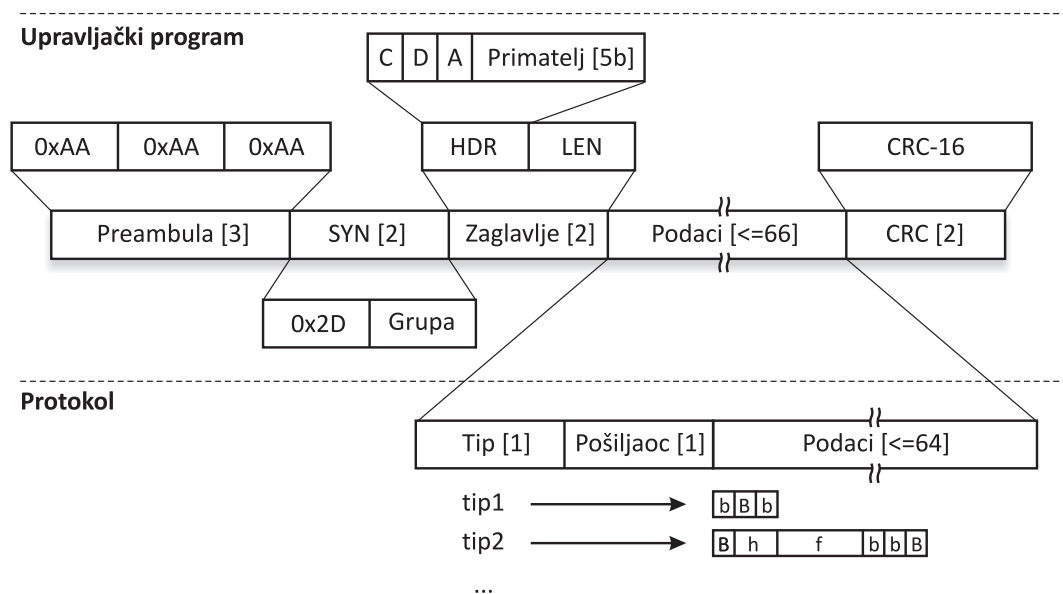 Upravljački program
C D A Primatelj [5b]
0xAA 0xAA 0xAA HDR LEN CRC-16
Preambula [3] SYN [2] Zaglavlje [2] Podaci [<=66] CRC [2]
0x2D Grupa
Protokol
Tip [1] Pošiljaoc [1] Podaci [<=64]
tip1 b B b
tip2 B h f b b B
...